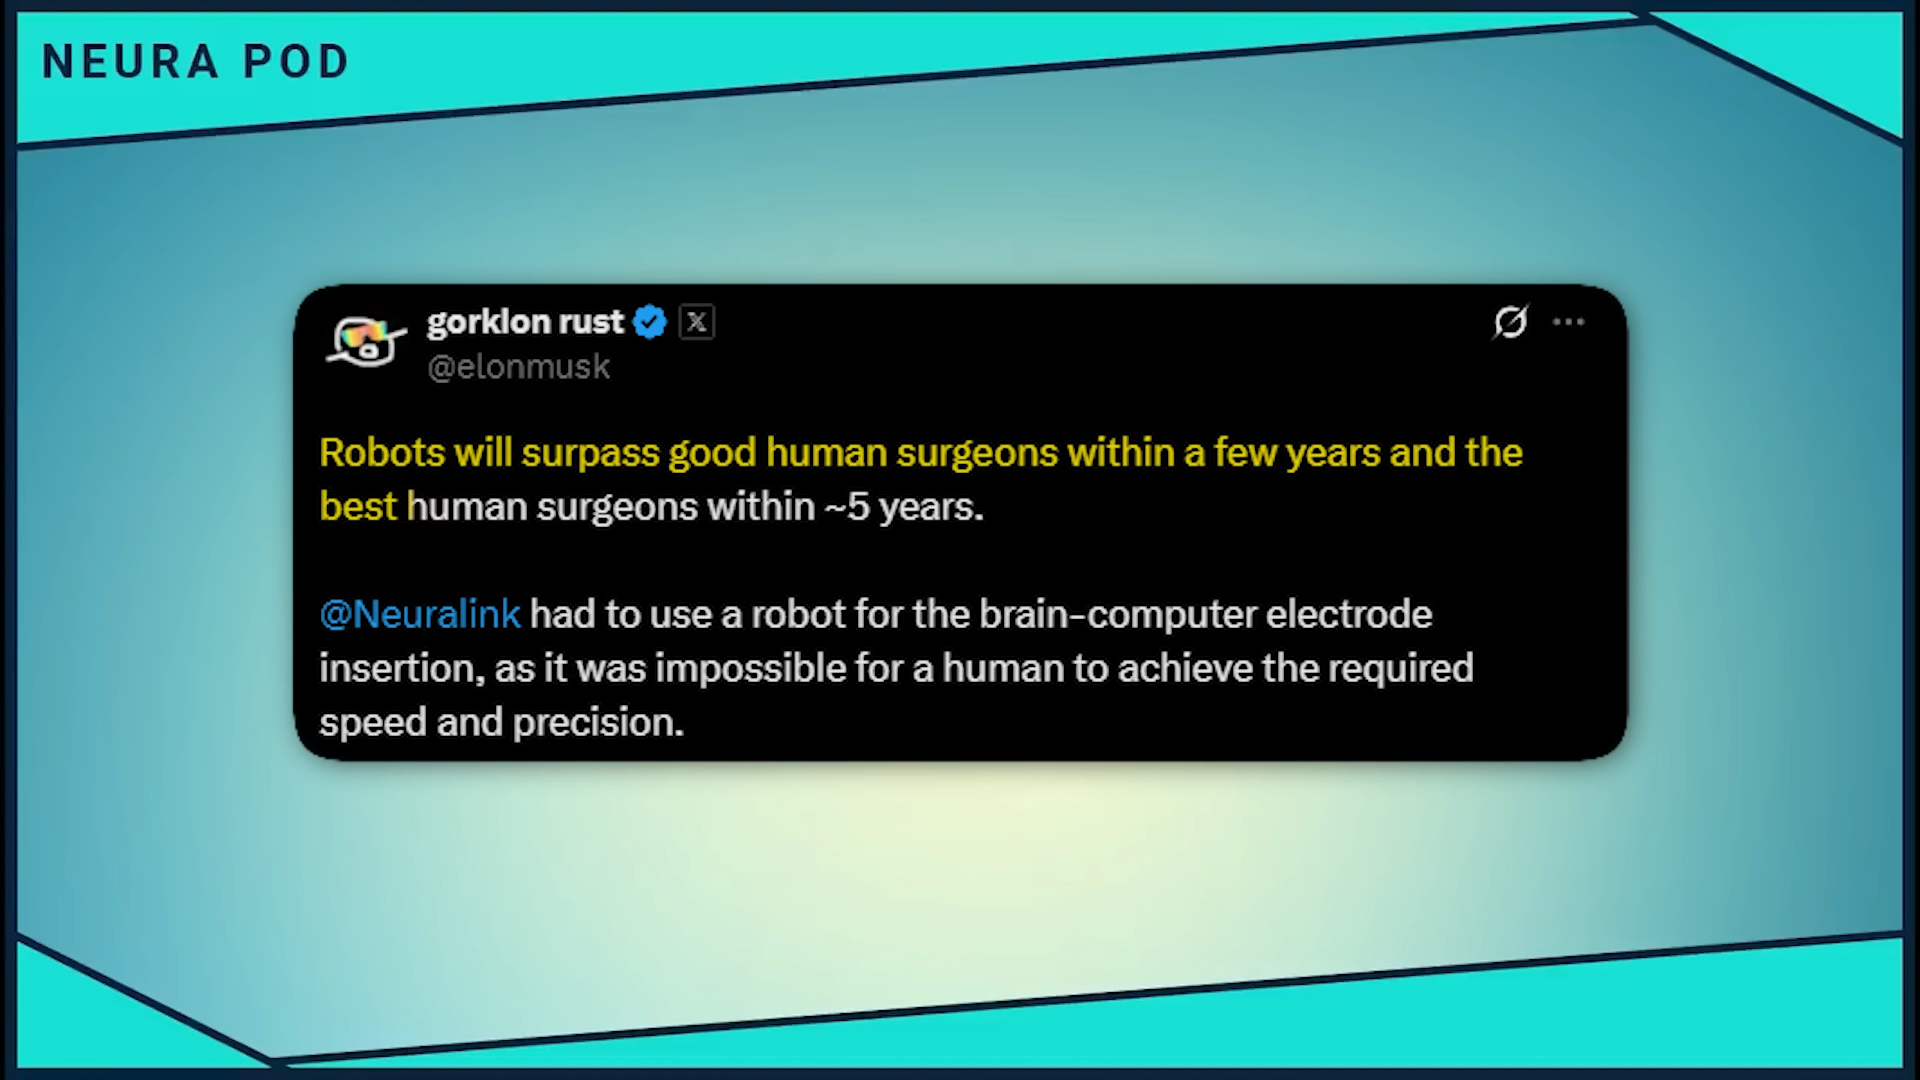 NEURA POD
gorklon rust
@elonmusk
Robots will surpass good human surgeons within a few years and the
best human surgeons within ~5 years.
@Neuralink had to use a robot for the brain-computer electrode
insertion, as it was impossible for a human to achieve the required
speed and precision.